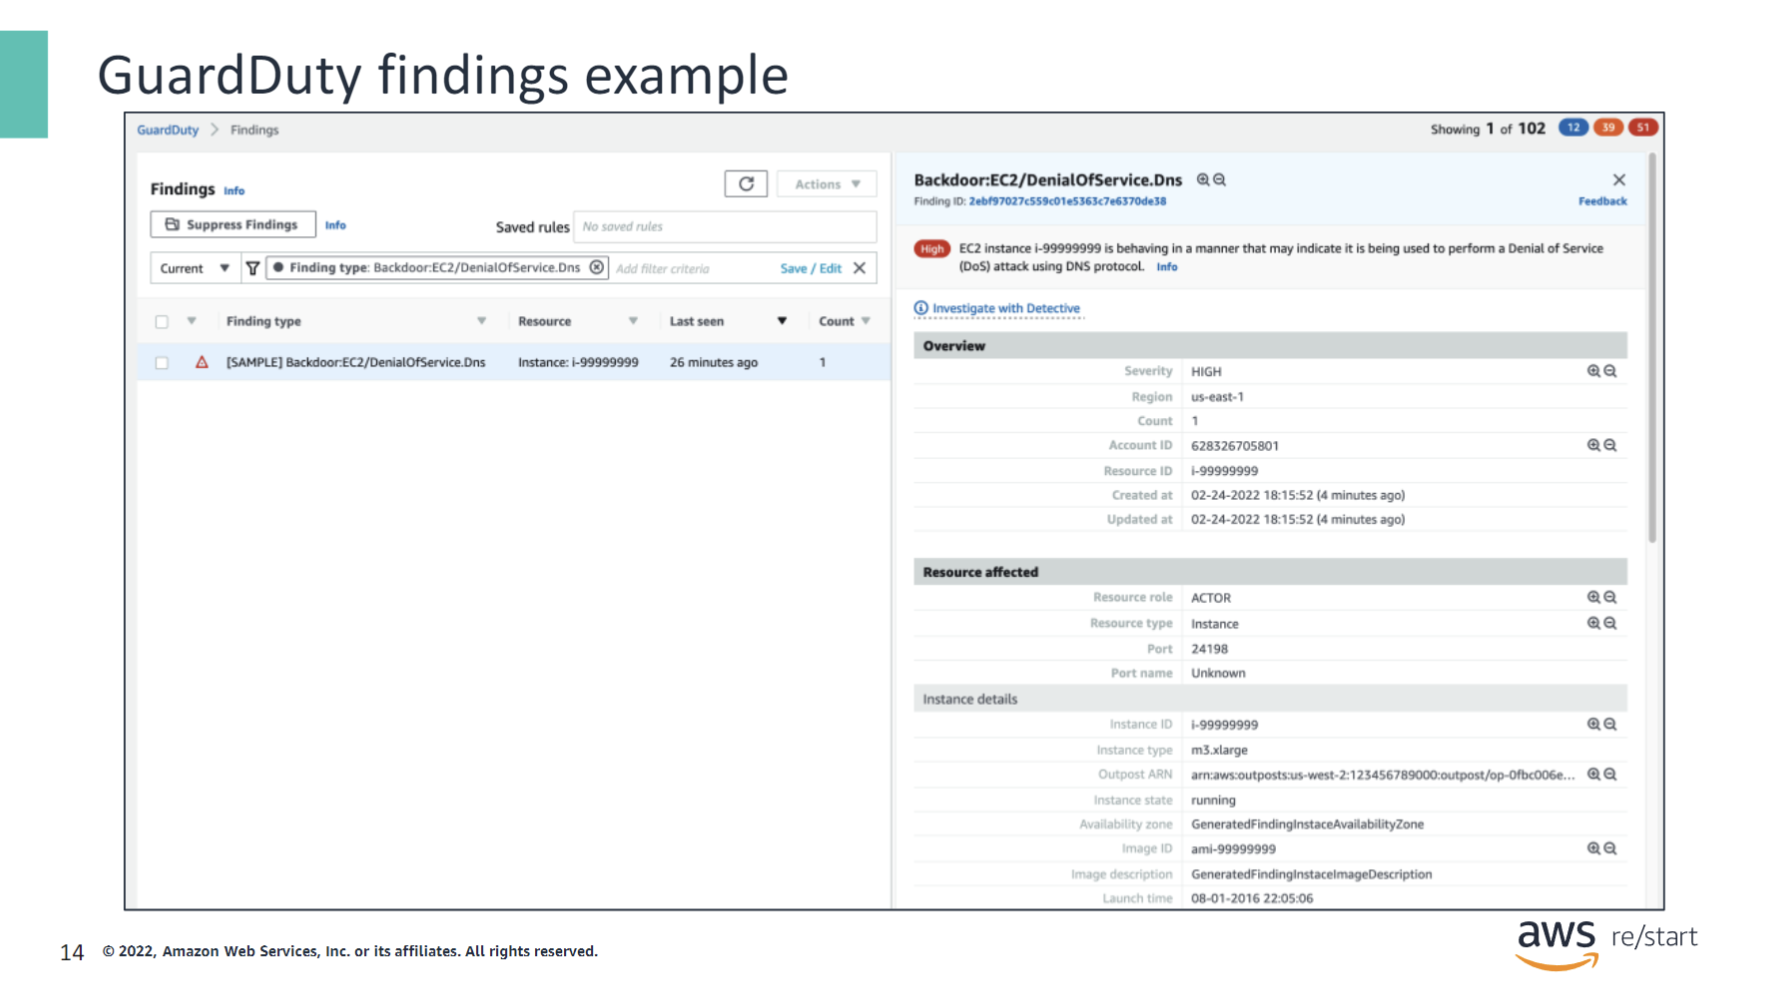 GuardDuty findings example
GuardDuty > Findings
Showing 1 of 102 12 39 51
Findings Info
Actions
Suppress Findings Info
Saved rules No saved rules
Current Finding type: Backdoor:EC2/DenialOfService.Dns Add filter criteria Save / Edit
Finding type Resource Last seen Count
[SAMPLE] Backdoor:EC2/DenialOfService.Dns Instance: i-99999999 26 minutes ago 1
Backdoor:EC2/DenialOfService.Dns
Finding ID: 2ebf97027c559c01e5363c7e6370de38 Feedback
High EC2 instance i-99999999 is behaving in a manner that may indicate it is being used to perform a Denial of Service
(DoS) attack using DNS protocol. Info
Investigate with Detective
Overview
Severity HIGH
Region us-east-1
Count 1
Account ID 628326705801
Resource ID i-99999999
Created at 02-24-2022 18:15:52 (4 minutes ago)
Updated at 02-24-2022 18:15:52 (4 minutes ago)
Resource affected
Resource role ACTOR
Resource type Instance
Port 24198
Port name Unknown
Instance details
Instance ID i-99999999
Instance type m3.xlarge
Outpost ARN arn:aws:outposts:us-west-2:123456789000:outpost/op-0fbc006e...
Instance state running
Availability zone GeneratedFindingInstaceAvailabilityZone
Image ID ami-99999999
Image description GeneratedFindingInstaceImageDescription
Launch time 08-01-2016 22:05:06
14 © 2022, Amazon Web Services, Inc. or its affiliates. All rights reserved.
aws re/start